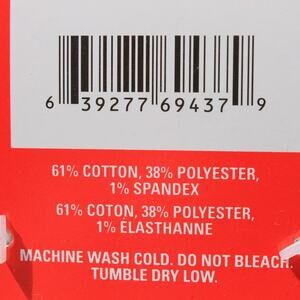 6 39277 69437 9
61% COTTON, 38% POLYESTER,
1% SPANDEX
61% COTON, 38% POLYESTER,
1% ÉLASTHANNE
MACHINE WASH COLD. DO NOT BLEACH.
TUMBLE DRY LOW.